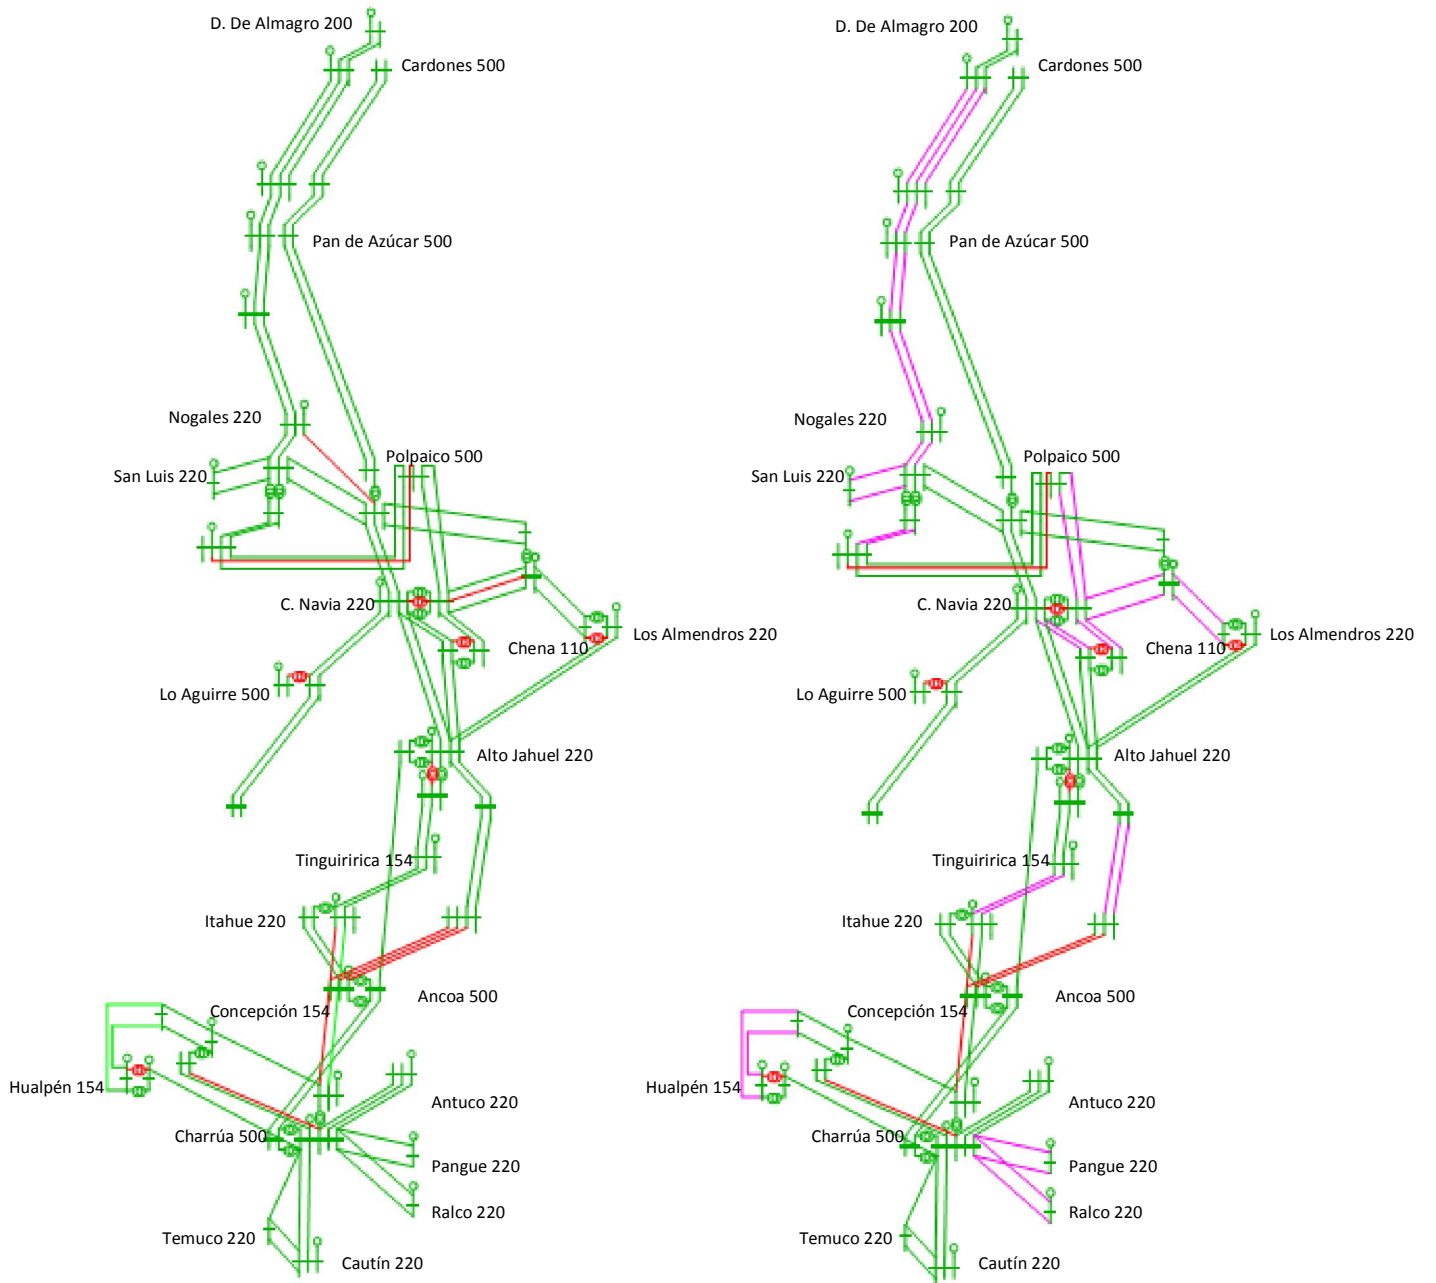 D. De Almagro 200
Cardones 500
Pan de Azúcar 500
Nogales 220
Polpaico 500
San Luis 220
C. Navia 220
Los Almendros 220
Chena 110
Lo Aguirre 500
Alto Jahuel 220
Tinguiririca 154
Itahue 220
Ancoa 500
Concepción 154
Hualpén 154
Antuco 220
Charrúa 500
Pangue 220
Ralco 220
Temuco 220
Cautín 220
D. De Almagro 200
Cardones 500
Pan de Azúcar 500
Nogales 220
Polpaico 500
San Luis 220
C. Navia 220
Los Almendros 220
Chena 110
Lo Aguirre 500
Alto Jahuel 220
Tinguiririca 154
Itahue 220
Ancoa 500
Concepción 154
Hualpén 154
Antuco 220
Charrúa 500
Pangue 220
Ralco 220
Temuco 220
Cautín 220